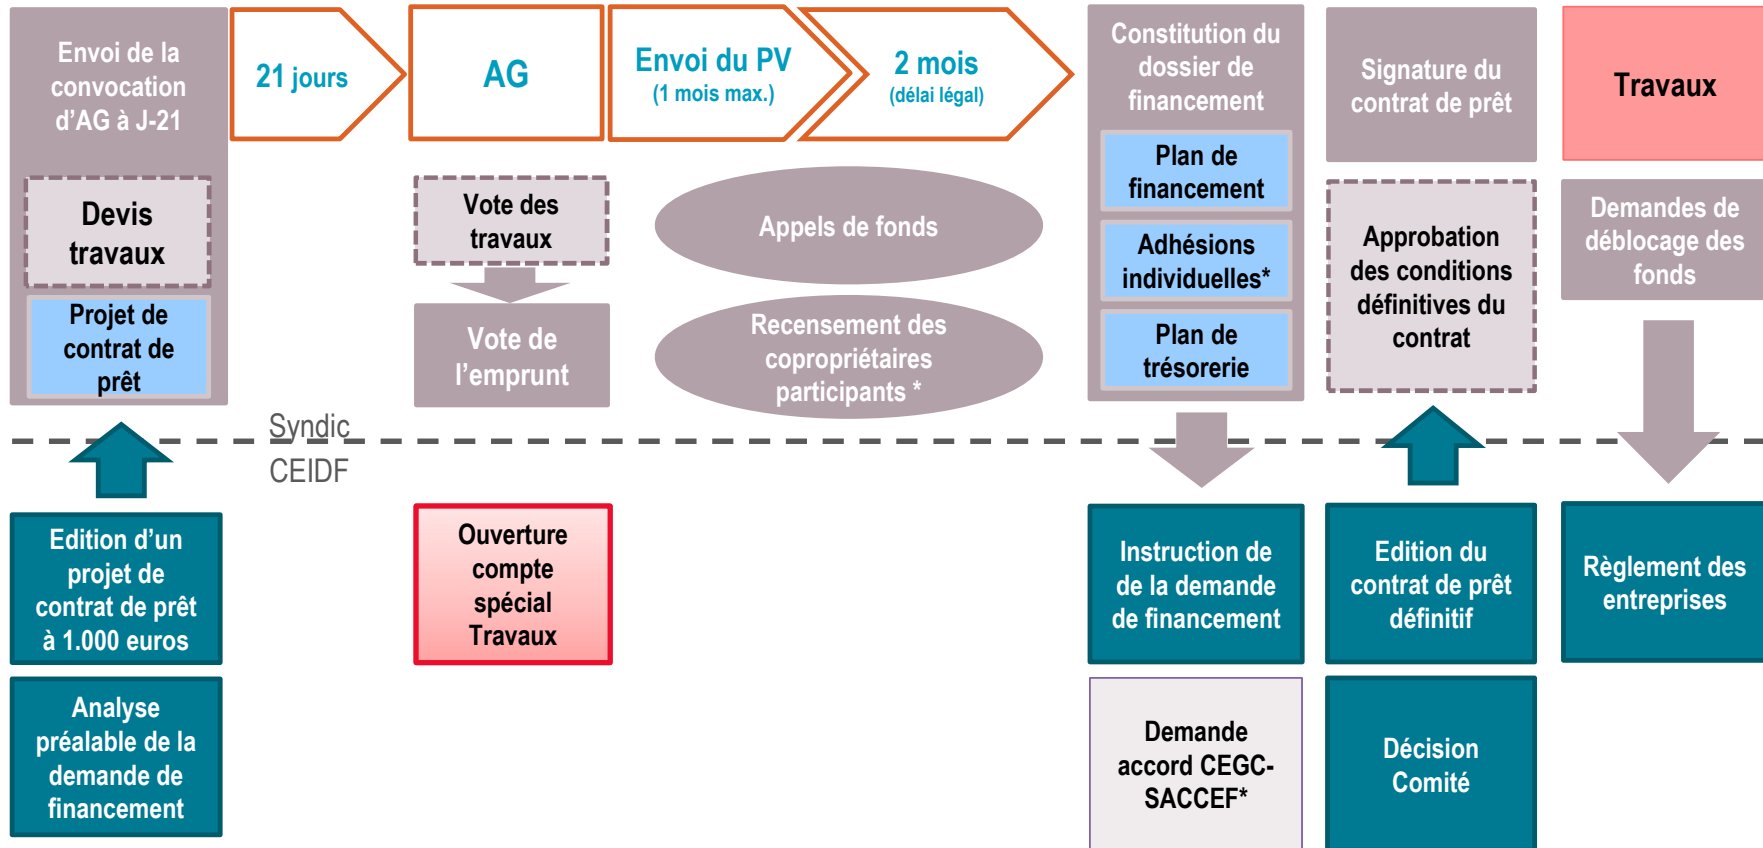 Envoi de la
convocation
d'AG à J-21
Devis
travaux
Projet de
contrat de
prêt
21 jours
AG
Envoi du PV
(1 mois max.)
2 mois
(délai légal)
Vote des
travaux
Vote de
l'emprunt
Appels de fonds
Recensement des
copropriétaires
participants *
Constitution du
dossier de
financement
Plan de
financement
Adhésions
individuelles*
Plan de
trésorerie
Signature du
contrat de prêt
Approbation
des conditions
définitives du
contrat
Travaux
Demandes de
déblocage des
fonds
Syndic
CEIDF
Edition d'un
projet de
contrat de prêt
à 1.000 euros
Analyse
préalable de la
demande de
financement
Ouverture
compte
spécial
Travaux
Instruction de
de la demande
de financement
Demande
accord CEGC-
SACCEF*
Edition du
contrat de prêt
définitif
Décision
Comité
Règlement des
entreprises